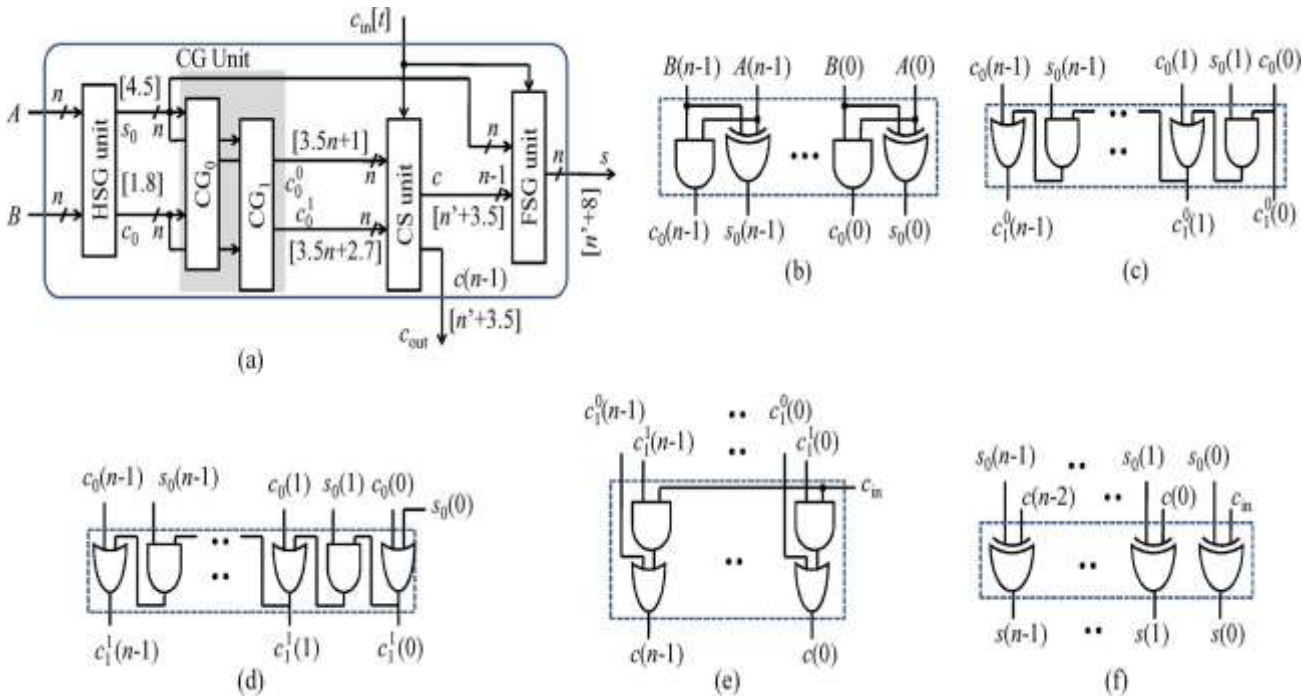 c_in[t]
CG Unit
A
n
HSG unit
[4.5]
s_0
n
CG_0
CG_1
[3.5n+1]
n
c_0^0
n
FSG unit
n
s
[n'+8]
B
n
[1.8]
c_0
n
c_0^1
n
[3.5n+2.7]
CS unit
c
n-1
[n'+3.5]
c(n-1)
c_out
[n'+3.5]
(a)
B(n-1) A(n-1) B(0) A(0)
c_0(n-1) s_0(n-1) c_0(0) s_0(0)
(b)
c_0(n-1) s_0(n-1) c_0(1) s_0(1) c_0(0)
c_1^0(n-1) c_1^0(1) c_1^0(0)
(c)
c_0(n-1) s_0(n-1) c_0(1) s_0(1) c_0(0)
s_0(0)
c_1^1(n-1) c_1^1(1) c_1^1(0)
(d)
c_1^0(n-1) c_1^0(0)
c_1^1(n-1) c_1^1(0)
c_in
c(n-1) c(0)
(e)
s_0(n-1) s_0(1) s_0(0)
c(n-2) c(0) c_in
s(n-1) s(1) s(0)
(f)